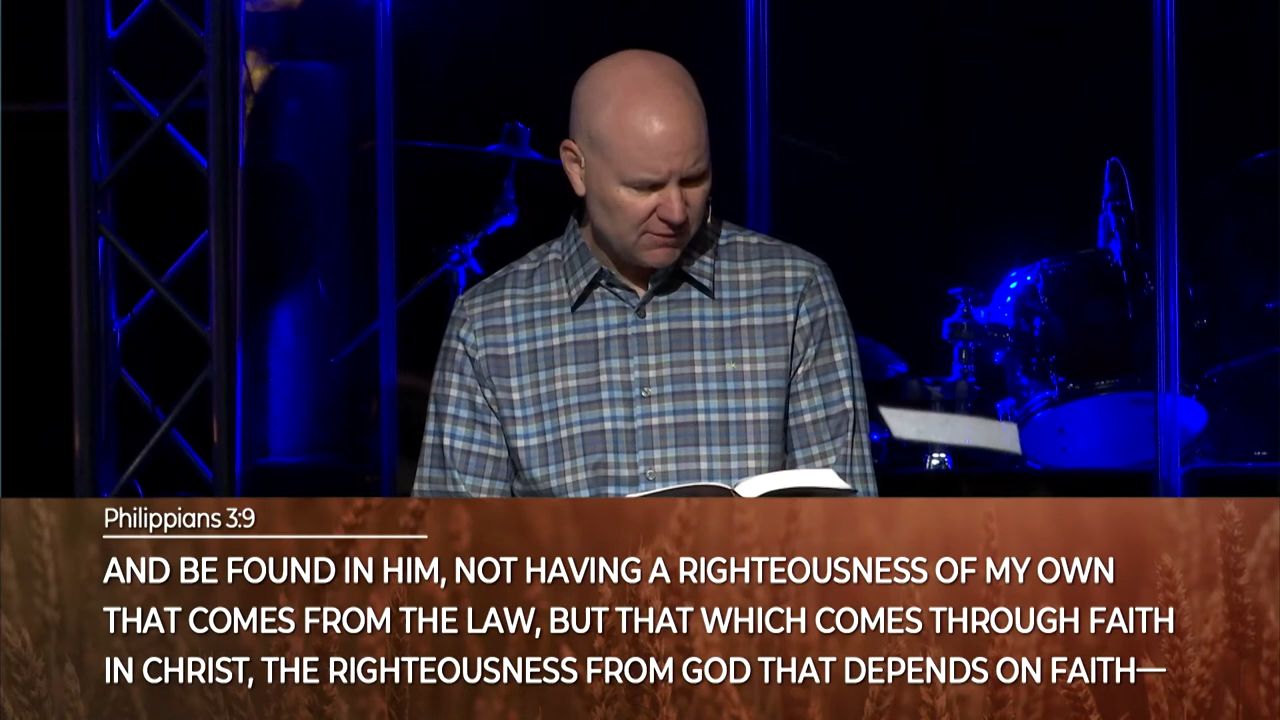 Philippians 3:9
AND BE FOUND IN HIM, NOT HAVING A RIGHTEOUSNESS OF MY OWN
THAT COMES FROM THE LAW, BUT THAT WHICH COMES THROUGH FAITH
IN CHRIST, THE RIGHTEOUSNESS FROM GOD THAT DEPENDS ON FAITH—